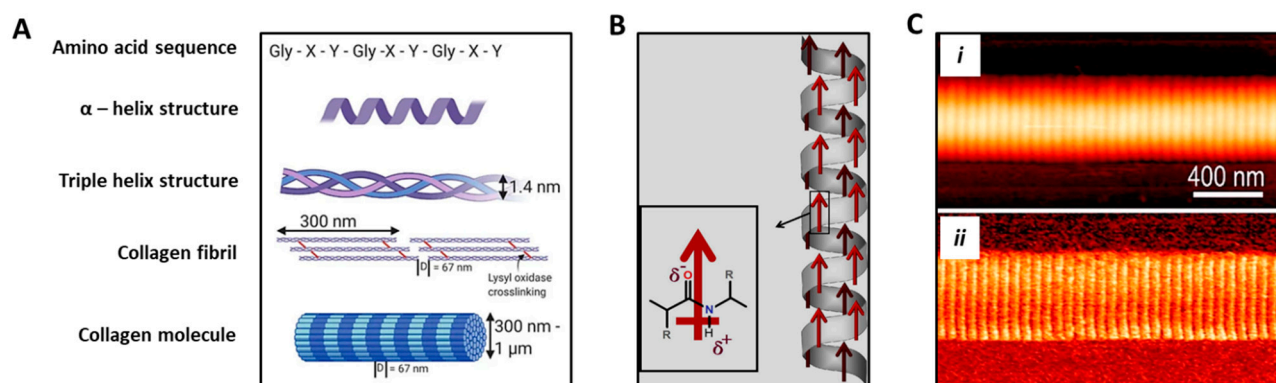 A
Amino acid sequence
Gly - X - Y - Gly - X - Y - Gly - X - Y
α – helix structure
Triple helix structure
1.4 nm
300 nm
Collagen fibril
D = 67 nm
Lysyl oxidase
crosslinking
Collagen molecule
300 nm -
1 μm
D = 67 nm
B
δ-
O
R
N
R
H
δ+
C
i
400 nm
ii